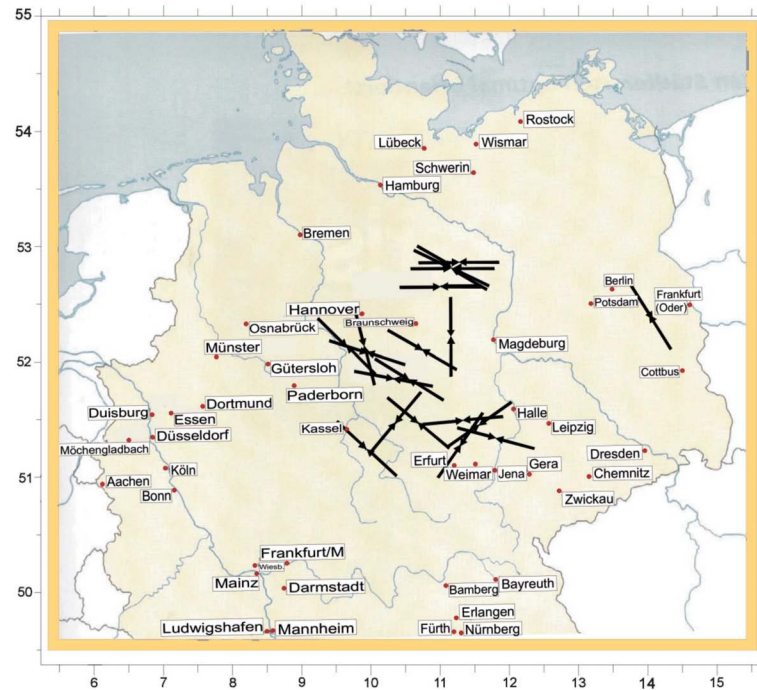 55
54
53
52
51
50
Rostock
Lübeck
Wismar
Schwerin
Hamburg
Bremen
Berlin
Hannover
Potsdam
Frankfurt
(Oder)
Osnabrück
Braunschweig
Magdeburg
Münster
Gütersloh
Cottbus
Paderborn
Dortmund
Duisburg
Essen
Halle
Leipzig
Kassel
Düsseldorf
Möchengladbach
Erfurt
Dresden
Köln
Weimar
Jena
Gera
Chemnitz
Aachen
Bonn
Zwickau
Frankfurt/M
Wiesb.
Mainz
Darmstadt
Bamberg
Bayreuth
Erlangen
Ludwigshafen
Mannheim
Fürth
Nürnberg
6 7 8 9 10 11 12 13 14 15